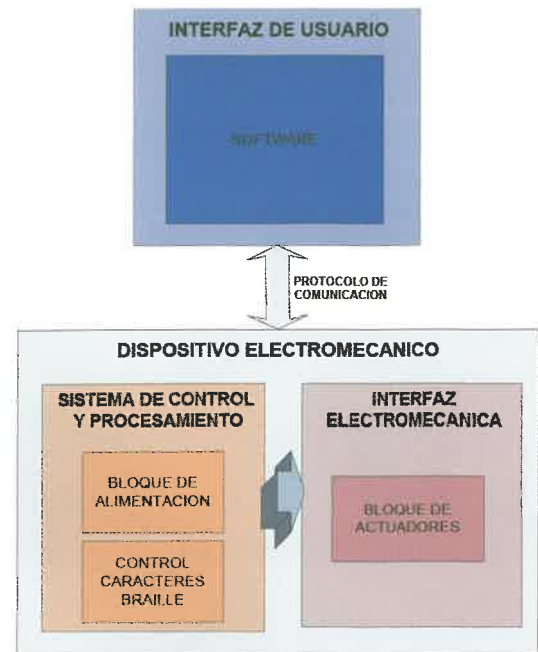 INTERFAZ DE USUARIO
SOFTWARE
PROTOCOLO DE
COMUNICACION
DISPOSITIVO ELECTROMECANICO
SISTEMA DE CONTROL
Y PROCESAMIENTO
BLOQUE DE
ALIMENTACION
CONTROL
CARACTERES
BRAILLE
INTERFAZ
ELECTROMECANICA
BLOQUE DE
ACTUADORES